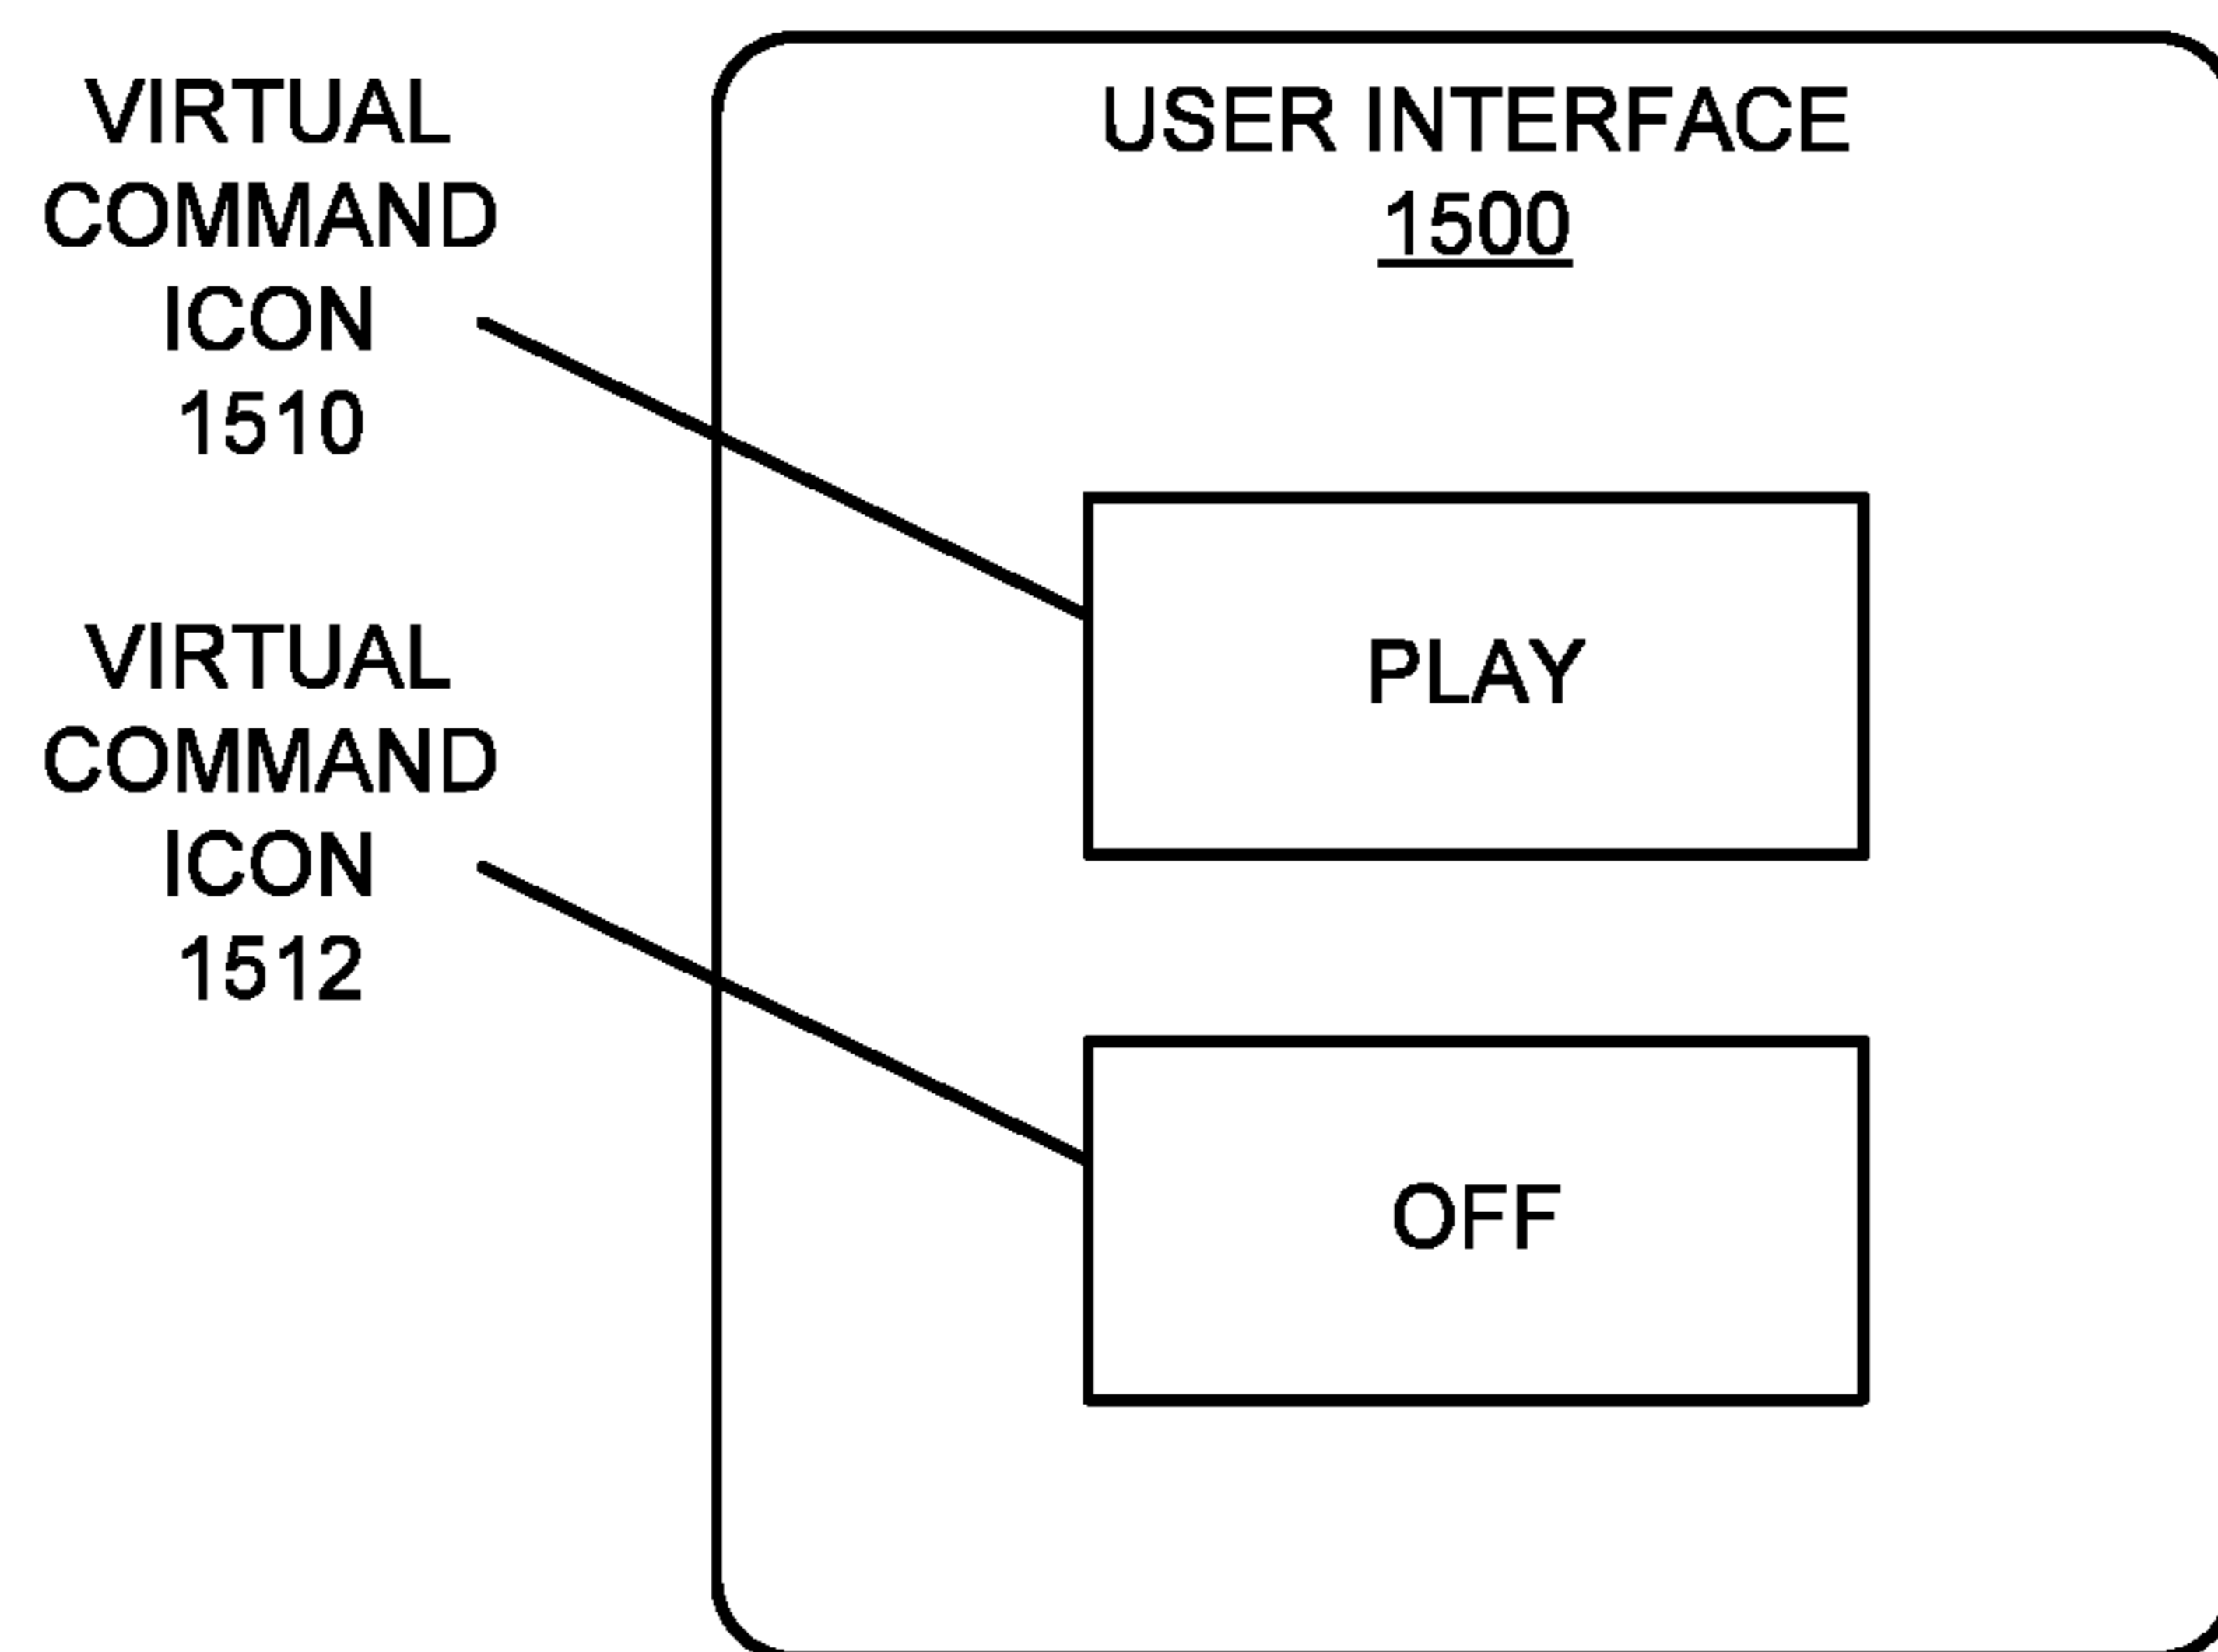 VIRTUAL
COMMAND
ICON
1510
VIRTUAL
COMMAND
ICON
1512
USER INTERFACE
1500
PLAY
OFF